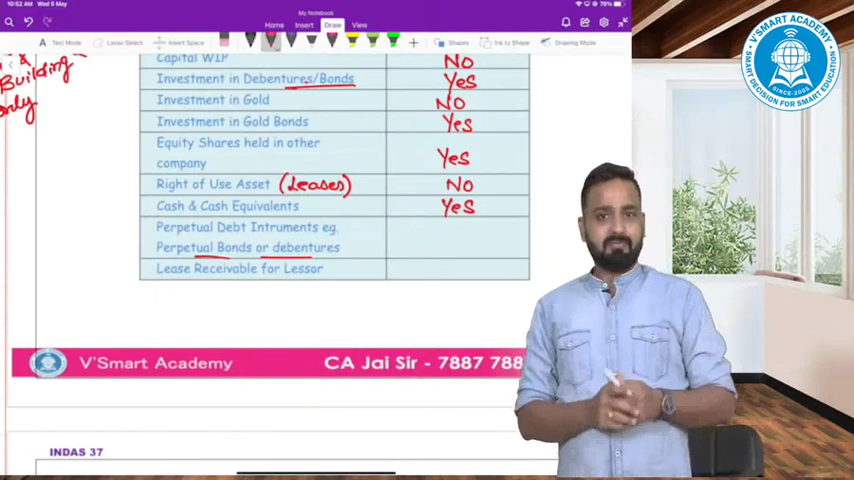 10:52 AM Wed 5 May
My Notebook
78%
Home Insert Draw View
Text Mode Lasso Select Insert Space Shapes Ink to Shape Drawing Mode
V'SMART ACADEMY
SINCE-2005
SMART DECISION FOR SMART EDUCATION
&
Building
only
Capital WIP NO
Investment in Debentures/Bonds Yes
Investment in Gold NO
Investment in Gold Bonds Yes
Equity Shares held in other
company Yes
Right of Use Asset (Leases) NO
Cash & Cash Equivalents Yes
Perpetual Debt Intruments eg.
Perpetual Bonds or debentures
Lease Receivable for Lessor
V'Smart Academy CA Jai Sir - 7887 788
INDAS 37